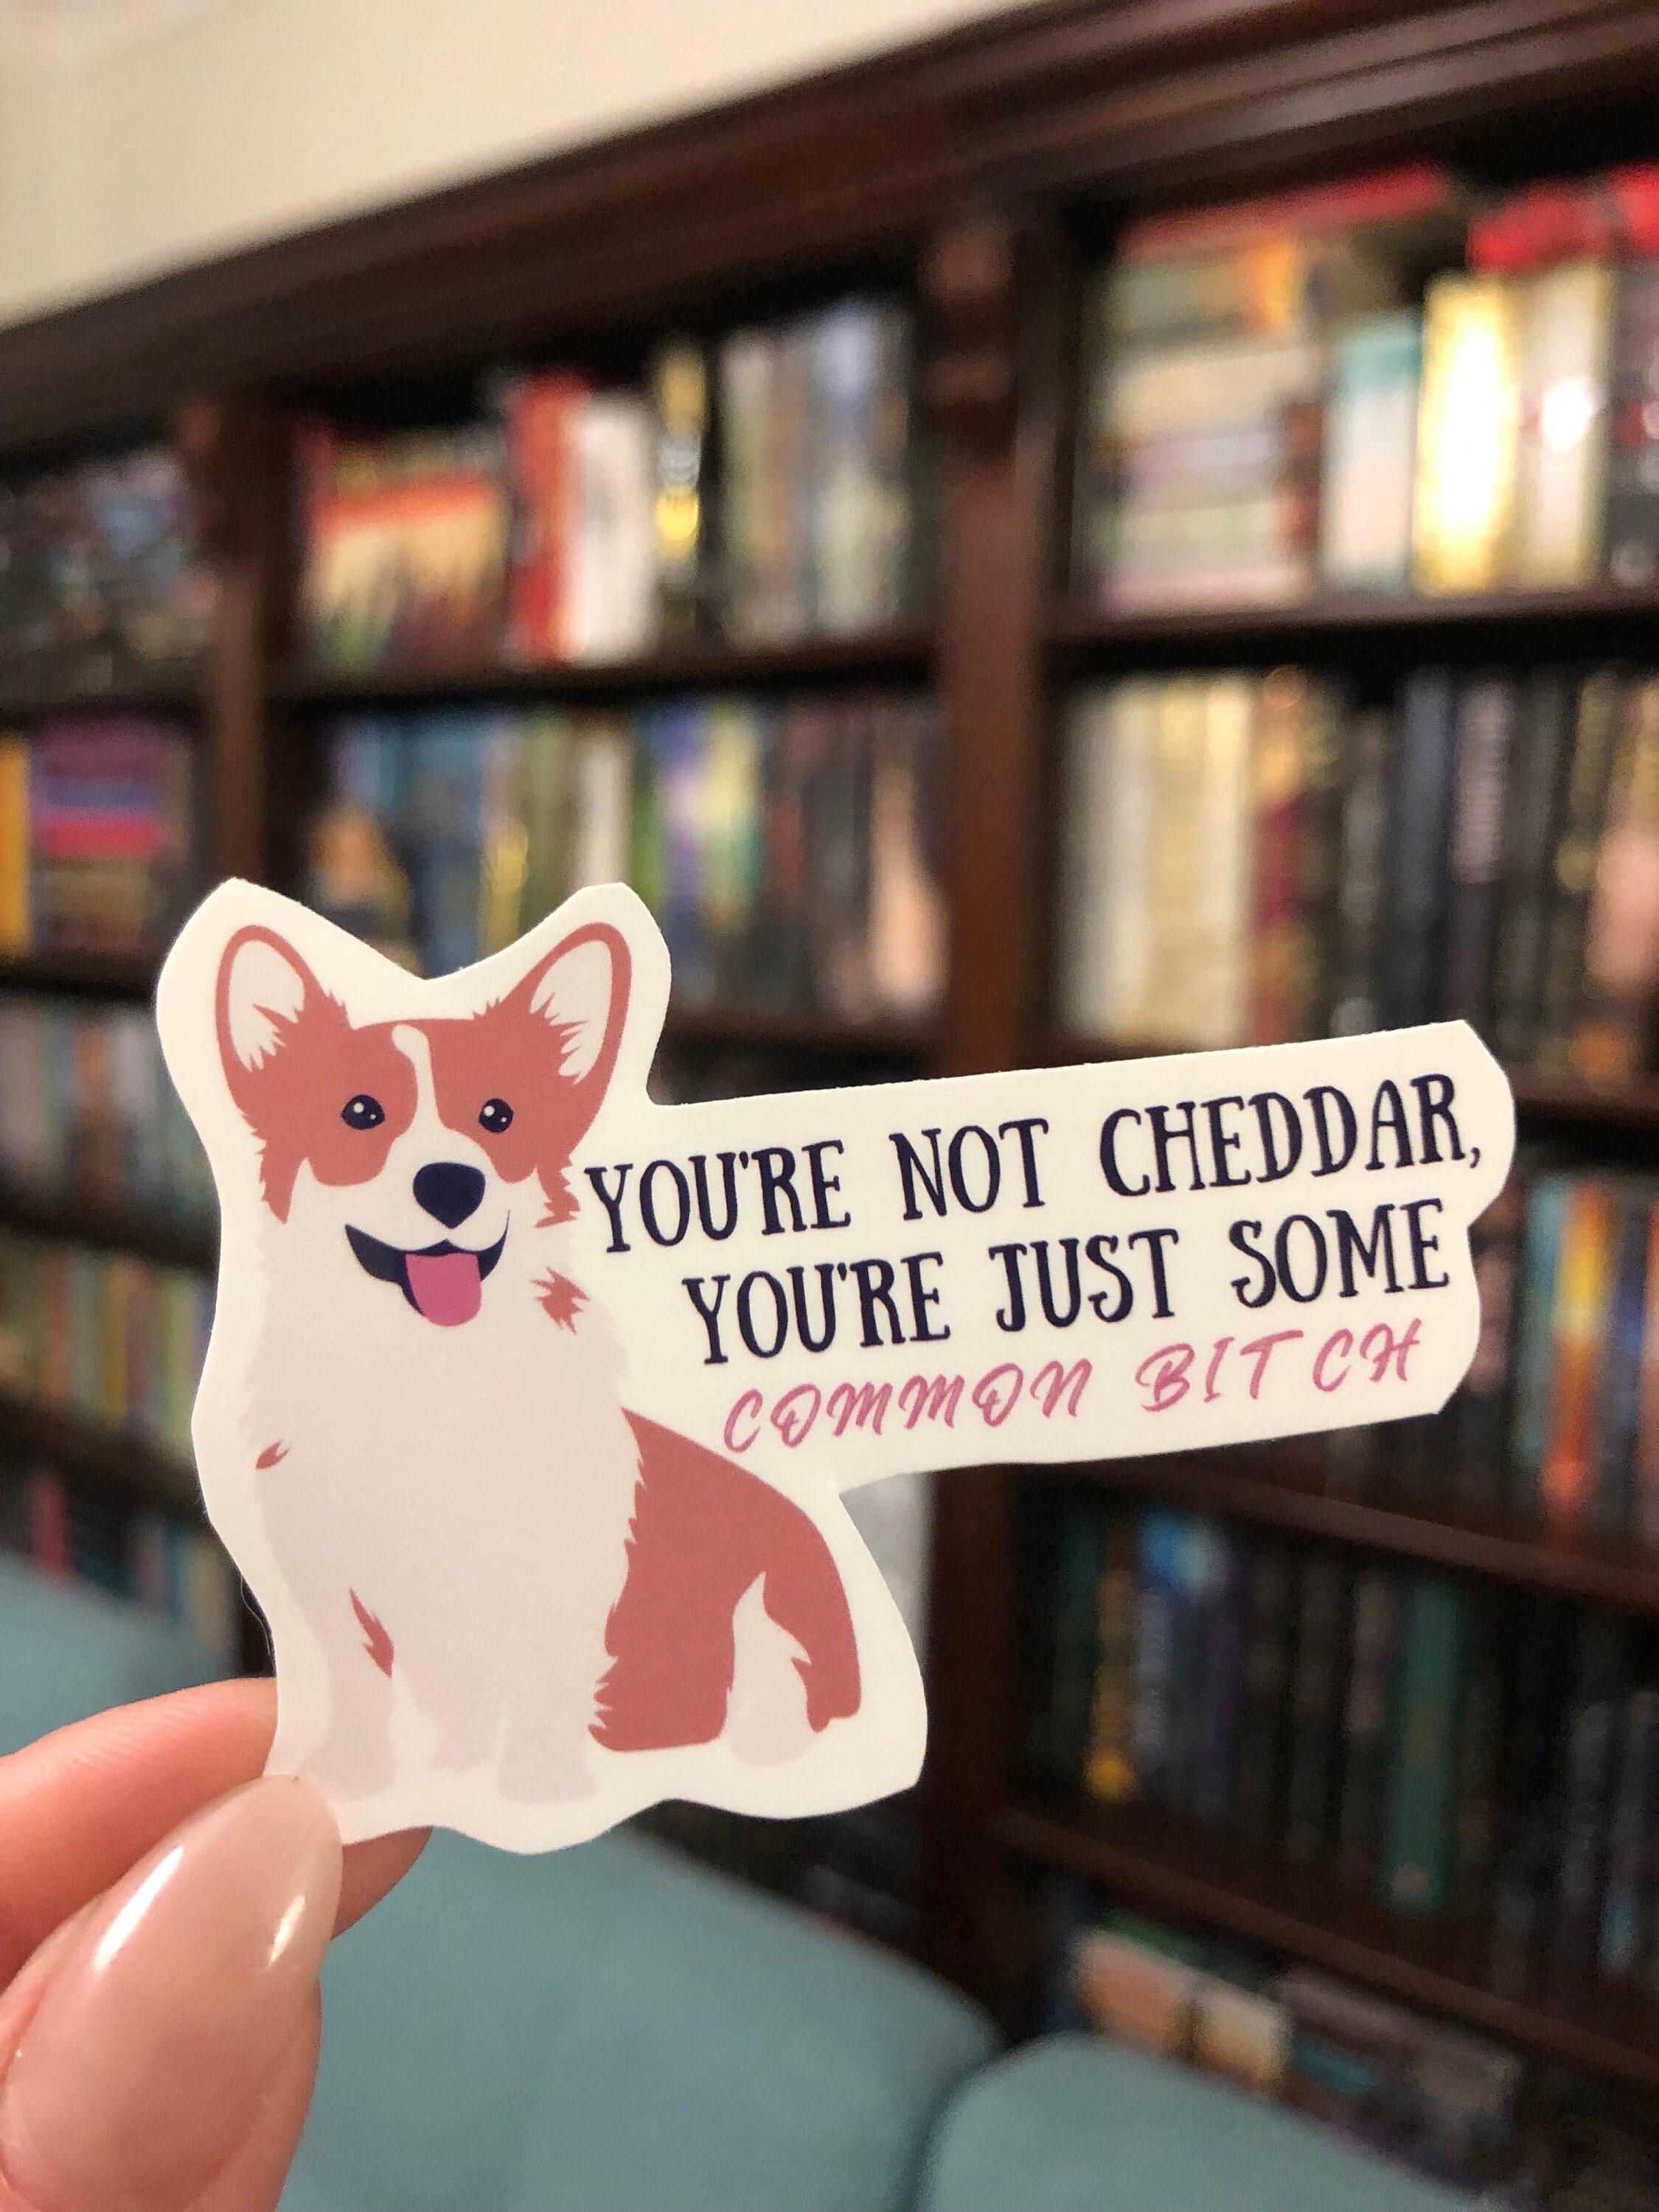 YOU'RE NOT CHEDDAR,
YOU'RE JUST SOME
COMMON BITCH